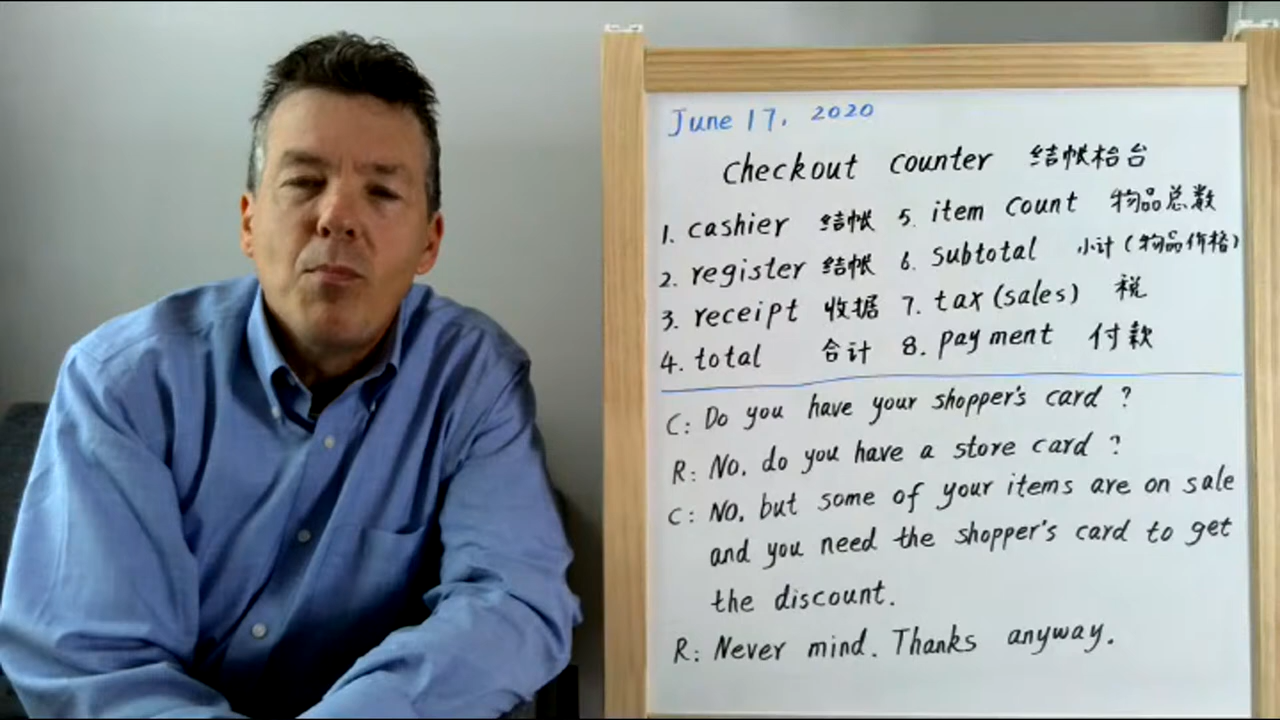 June 17, 2020
checkout counter 结帐柜台
1. cashier 结帐 5. item count 物品总数
2. register 结帐 6. subtotal 小计(物品价格)
3. receipt 收据 7. tax (sales) 税
4. total 合计 8. payment 付款
C: Do you have your shopper's card ?
R: No, do you have a store card ?
C: No, but some of your items are on sale
and you need the shopper's card to get
the discount.
R: Never mind. Thanks anyway.